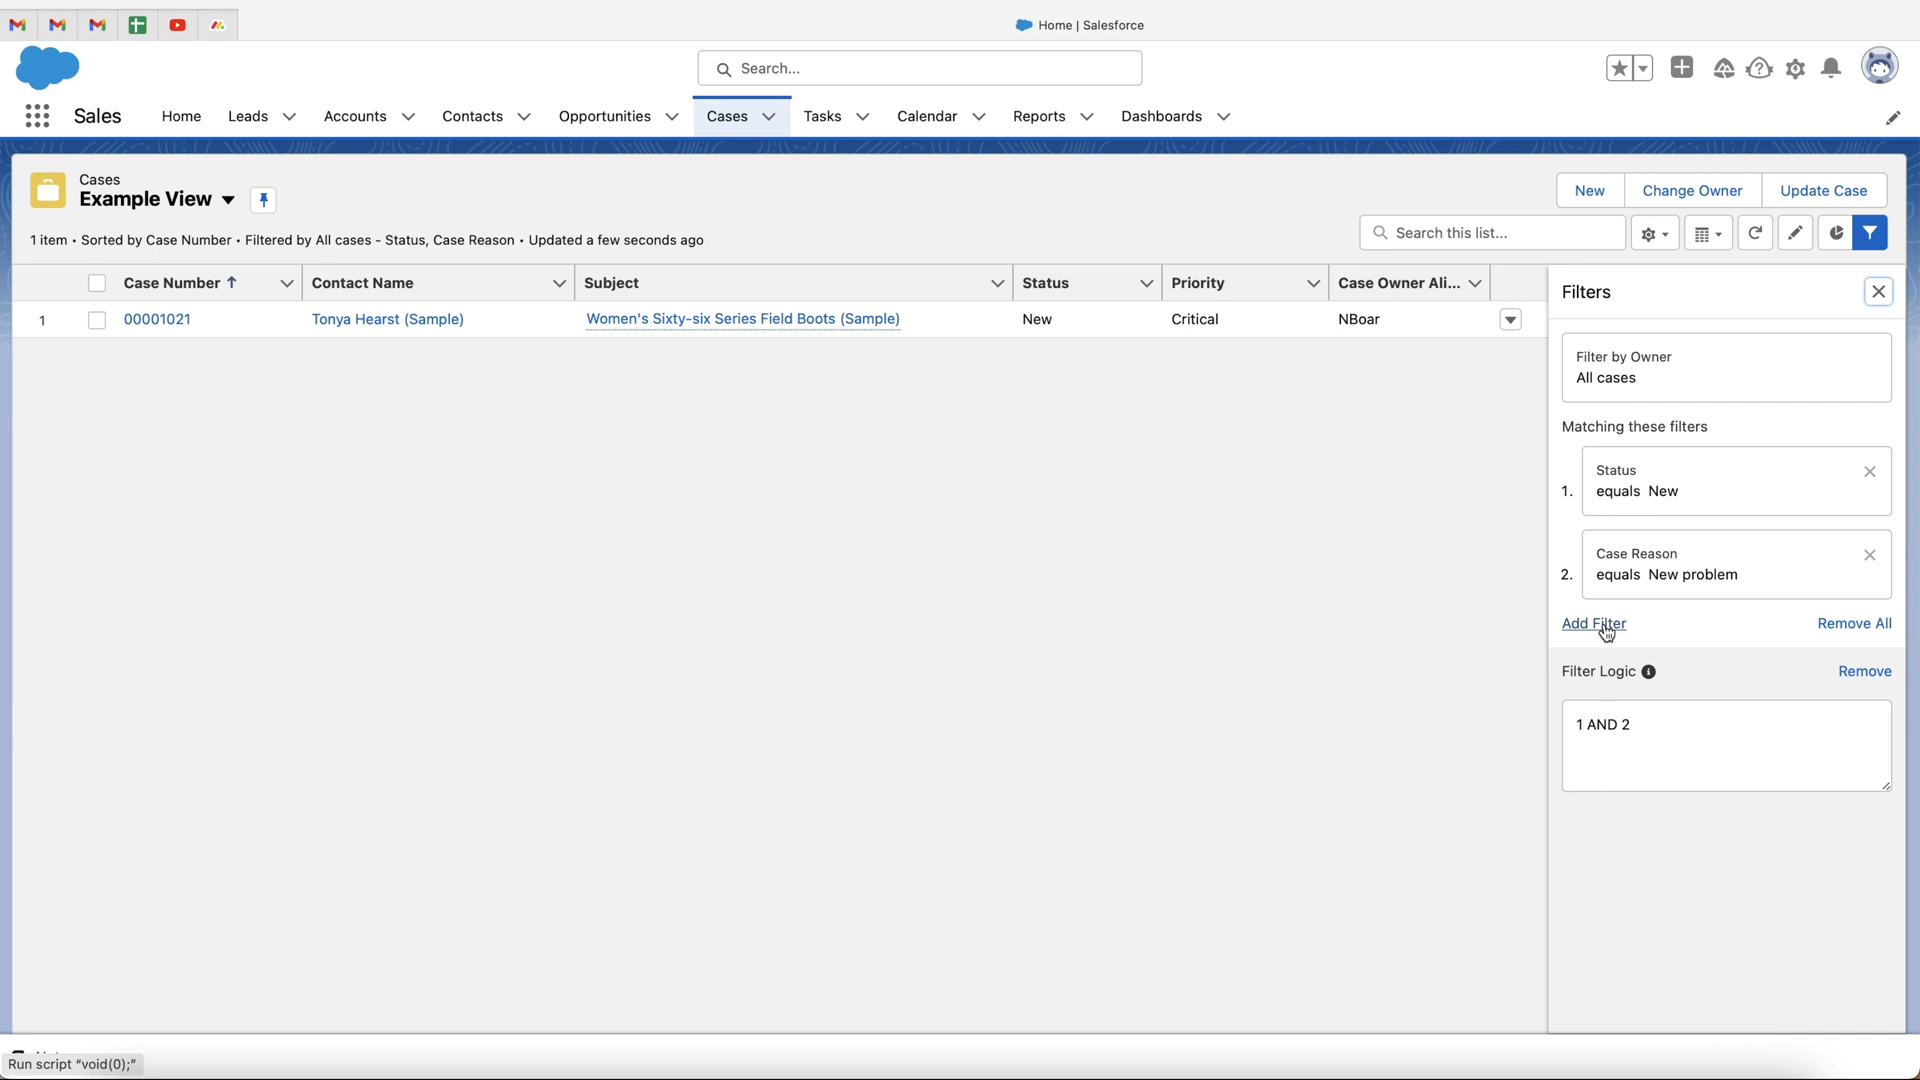 Home | Salesforce
Search...
Sales
Home
Leads
Accounts
Contacts
Opportunities
Cases
Tasks
Calendar
Reports
Dashboards
Cases
Example View
New
Change Owner
Update Case
1 item • Sorted by Case Number • Filtered by All cases - Status, Case Reason • Updated a few seconds ago
Search this list...
Case Number
Contact Name
Subject
Status
Priority
Case Owner Ali...
1
00001021
Tonya Hearst (Sample)
Women's Sixty-six Series Field Boots (Sample)
New
Critical
NBoar
Filters
Filter by Owner
All cases
Matching these filters
1.
Status
equals New
2.
Case Reason
equals New problem
Add Filter
Remove All
Filter Logic
Remove
1 AND 2
Run script "void(0);"